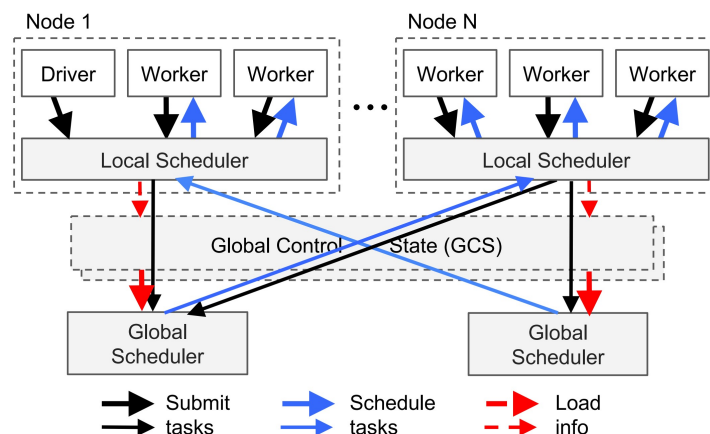 Node 1
Node N
Driver
Worker
Worker
...
Worker
Worker
Worker
Local Scheduler
Local Scheduler
Global Control State (GCS)
Global
Scheduler
Global
Scheduler
Submit
tasks
Schedule
tasks
Load
info